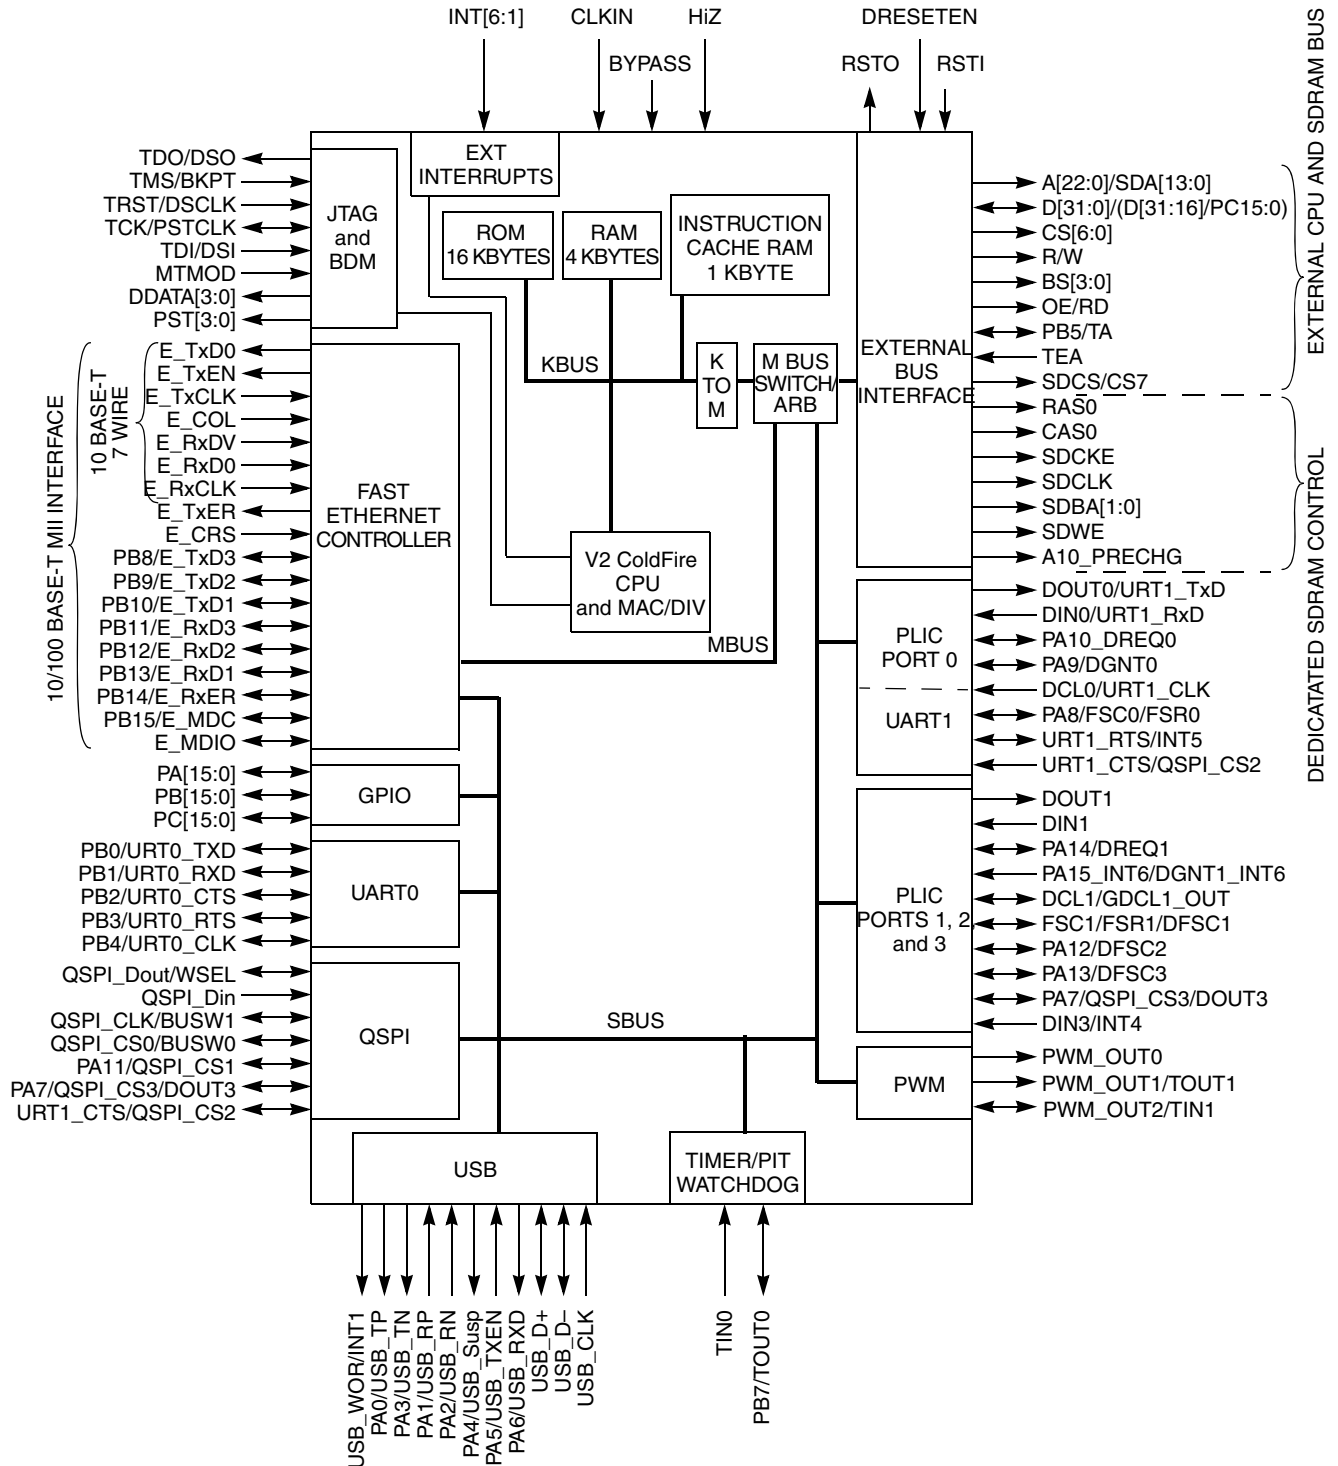 INT[6:1]
CLKIN
HiZ
DRESETEN
BYPASS
RSTO
RSTI
TDO/DSO
TMS/BKPT
TRST/DSCLK
TCK/PSTCLK
TDI/DSI
MTMOD
DDATA[3:0]
PST[3:0]
JTAG
and
BDM
EXT
INTERRUPTS
ROM
16 KBYTES
RAM
4 KBYTES
INSTRUCTION
CACHE RAM
1 KBYTE
KBUS
K
TO
M
M BUS
SWITCH/
ARB
EXTERNAL
BUS
INTERFACE
A[22:0]/SDA[13:0]
D[31:0]/(D[31:16]/PC15:0)
CS[6:0]
R/W
BS[3:0]
OE/RD
PB5/TA
TEA
SDCS/CS7
RAS0
CAS0
SDCKE
SDCLK
SDBA[1:0]
SDWE
A10_PRECHG
EXTERNAL CPU AND SDRAM BUS
DEDICATATED SDRAM CONTROL
10/100 BASE-T MII INTERFACE
10 BASE-T
7 WIRE
E_TxD0
E_TxEN
E_TxCLK
E_COL
E_RxDV
E_RxD0
E_RxCLK
E_TxER
E_CRS
PB8/E_TxD3
PB9/E_TxD2
PB10/E_TxD1
PB11/E_RxD3
PB12/E_RxD2
PB13/E_RxD1
PB14/E_RxER
PB15/E_MDC
E_MDIO
FAST
ETHERNET
CONTROLLER
V2 ColdFire
CPU
and MAC/DIV
MBUS
PLIC
PORT 0
UART1
DOUT0/URT1_TxD
DIN0/URT1_RxD
PA10_DREQ0
PA9/DGNT0
DCL0/URT1_CLK
PA8/FSC0/FSR0
URT1_RTS/INT5
URT1_CTS/QSPI_CS2
PA[15:0]
PB[15:0]
PC[15:0]
GPIO
PB0/URT0_TXD
PB1/URT0_RXD
PB2/URT0_CTS
PB3/URT0_RTS
PB4/URT0_CLK
UART0
PLIC
PORTS 1, 2,
and 3
DOUT1
DIN1
PA14/DREQ1
PA15_INT6/DGNT1_INT6
DCL1/GDCL1_OUT
FSC1/FSR1/DFSC1
PA12/DFSC2
PA13/DFSC3
PA7/QSPI_CS3/DOUT3
DIN3/INT4
QSPI_Dout/WSEL
QSPI_Din
QSPI_CLK/BUSW1
QSPI_CS0/BUSW0
PA11/QSPI_CS1
PA7/QSPI_CS3/DOUT3
URT1_CTS/QSPI_CS2
QSPI
SBUS
PWM
PWM_OUT0
PWM_OUT1/TOUT1
PWM_OUT2/TIN1
USB
TIMER/PIT
WATCHDOG
USB_WOR/INT1
PA0/USB_TP
PA3/USB_TN
PA1/USB_RP
PA2/USB_RN
PA4/USB_Susp
PA5/USB_TXEN
PA6/USB_RXD
USB_D+
USB_D–
USB_CLK
TIN0
PB7/TOUT0